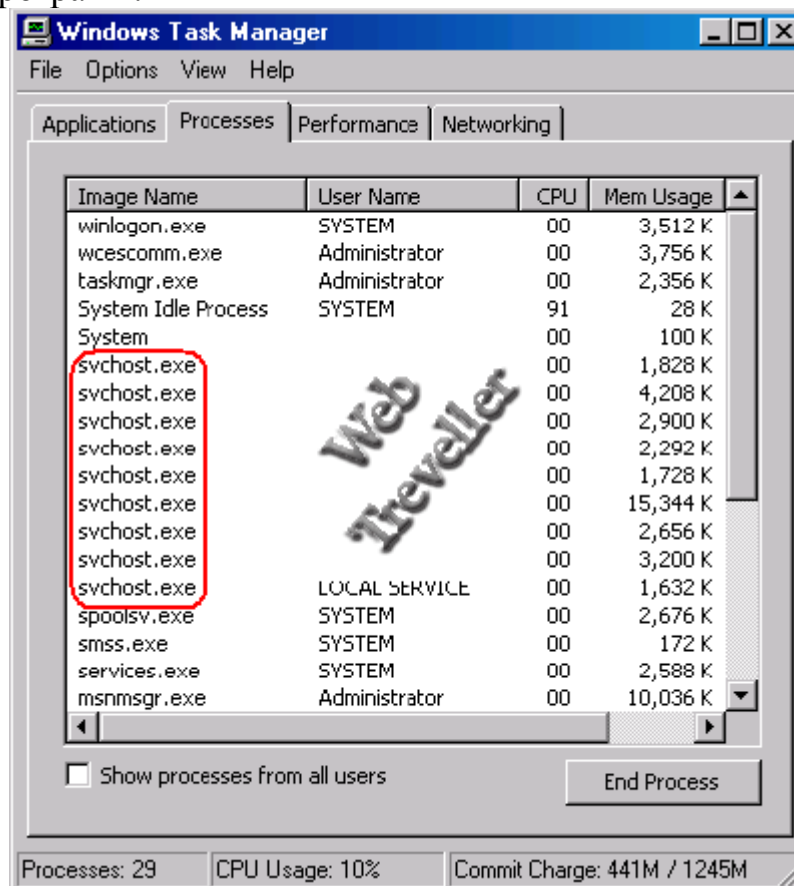 Windows Task Manager
File Options View Help
Applications Processes Performance Networking
Image Name User Name CPU Mem Usage
winlogon.exe SYSTEM 00 3,512 K
wcescomm.exe Administrator 00 3,756 K
taskmgr.exe Administrator 00 2,356 K
System Idle Process SYSTEM 91 28 K
System 00 100 K
svchost.exe 00 1,828 K
svchost.exe 00 4,208 K
svchost.exe 00 2,900 K
svchost.exe 00 2,292 K
svchost.exe 00 1,728 K
svchost.exe 00 15,344 K
svchost.exe 00 2,656 K
svchost.exe 00 3,200 K
svchost.exe LOCAL SERVICE 00 1,632 K
spoolsv.exe SYSTEM 00 2,676 K
smss.exe SYSTEM 00 172 K
services.exe SYSTEM 00 2,588 K
msnmsgr.exe Administrator 00 10,036 K
Web
Treveller
Show processes from all users
End Process
Processes: 29 CPU Usage: 10% Commit Charge: 441M / 1245M